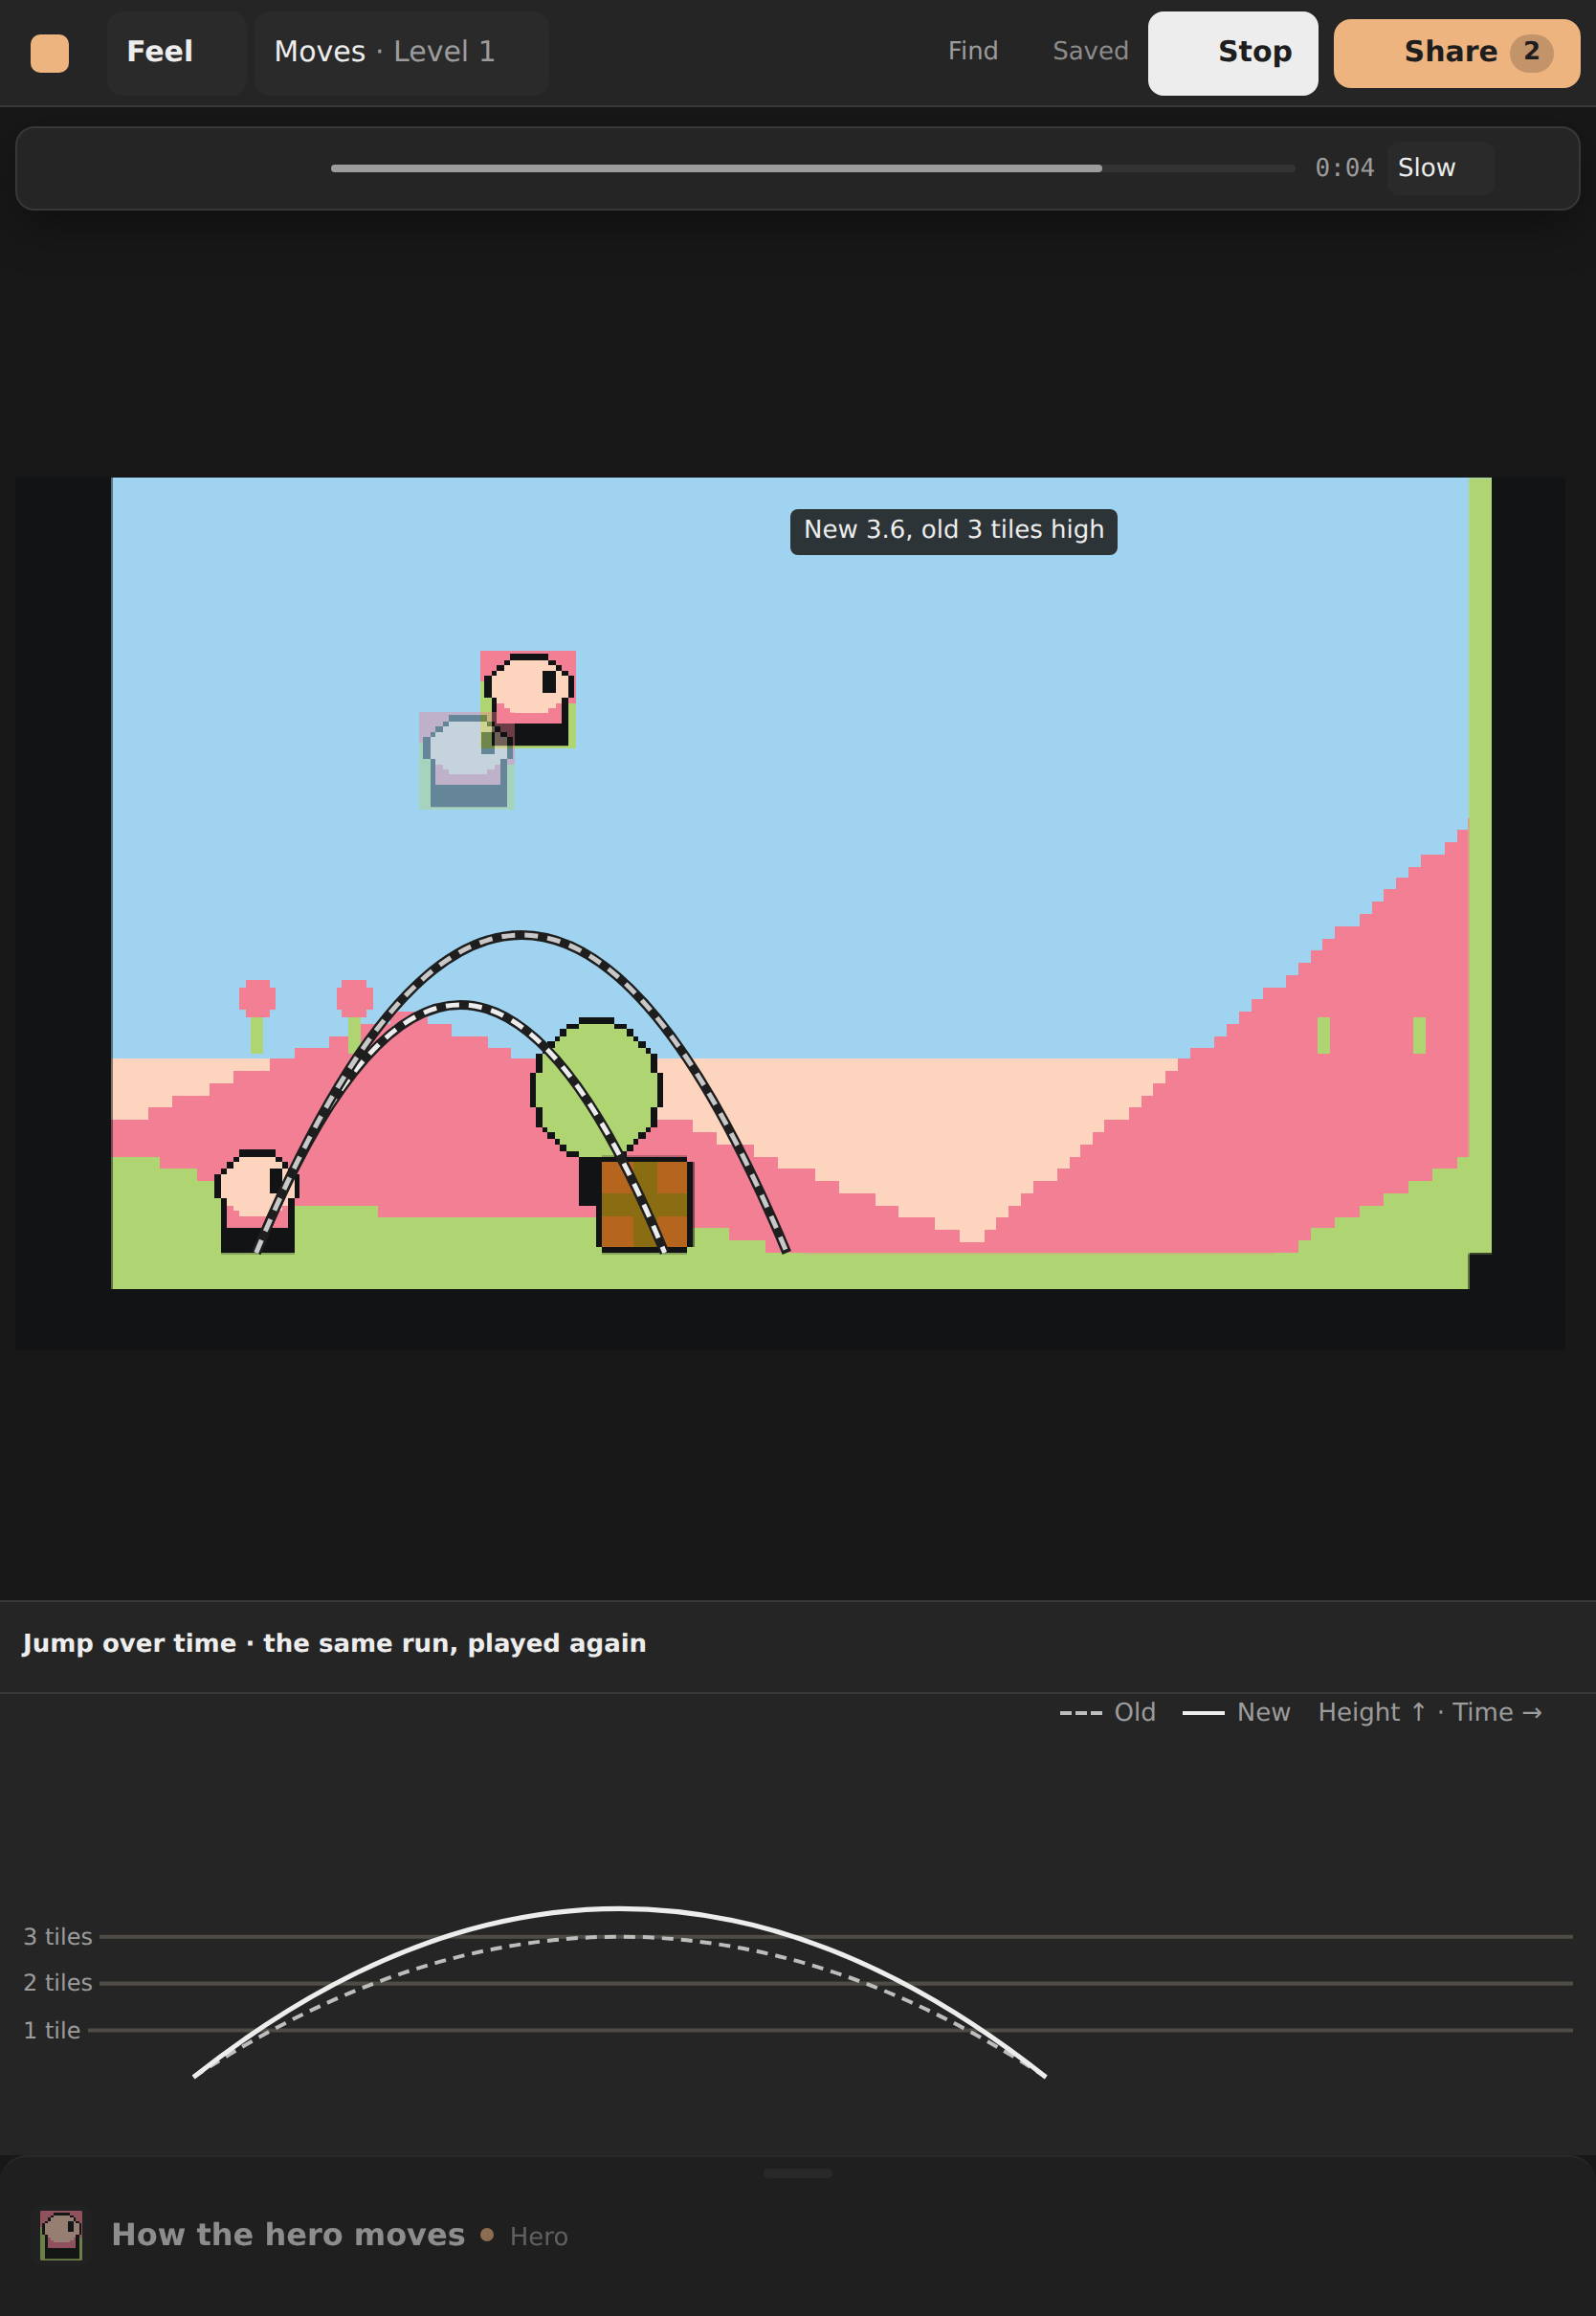 Feel
Moves · Level 1
Find
Saved
Stop
Share 2
0:04
Slow
New 3.6, old 3 tiles high
Jump over time · the same run, played again
Old
New
Height ↑ · Time →
3 tiles
2 tiles
1 tile
How the hero moves
Hero